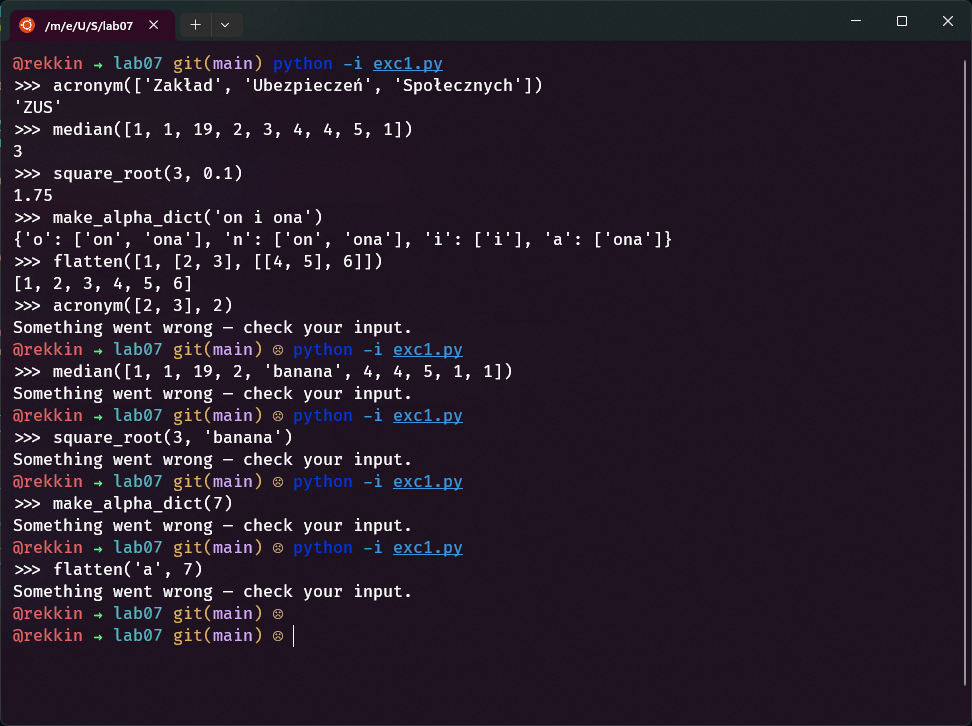 /m/e/U/S/lab07
@rekkin → lab07 git(main) python -i exc1.py
>>> acronym(['Zakład', 'Ubezpieczeń', 'Społecznych'])
'ZUS'
>>> median([1, 1, 19, 2, 3, 4, 4, 5, 1])
3
>>> square_root(3, 0.1)
1.75
>>> make_alpha_dict('on i ona')
{'o': ['on', 'ona'], 'n': ['on', 'ona'], 'i': ['i'], 'a': ['ona']}
>>> flatten([1, [2, 3], [[4, 5], 6]])
[1, 2, 3, 4, 5, 6]
>>> acronym([2, 3], 2)
Something went wrong — check your input.
@rekkin → lab07 git(main) ☹ python -i exc1.py
>>> median([1, 1, 19, 2, 'banana', 4, 4, 5, 1, 1])
Something went wrong — check your input.
@rekkin → lab07 git(main) ☹ python -i exc1.py
>>> square_root(3, 'banana')
Something went wrong — check your input.
@rekkin → lab07 git(main) ☹ python -i exc1.py
>>> make_alpha_dict(7)
Something went wrong — check your input.
@rekkin → lab07 git(main) ☹ python -i exc1.py
>>> flatten('a', 7)
Something went wrong — check your input.
@rekkin → lab07 git(main) ☹
@rekkin → lab07 git(main) ☹